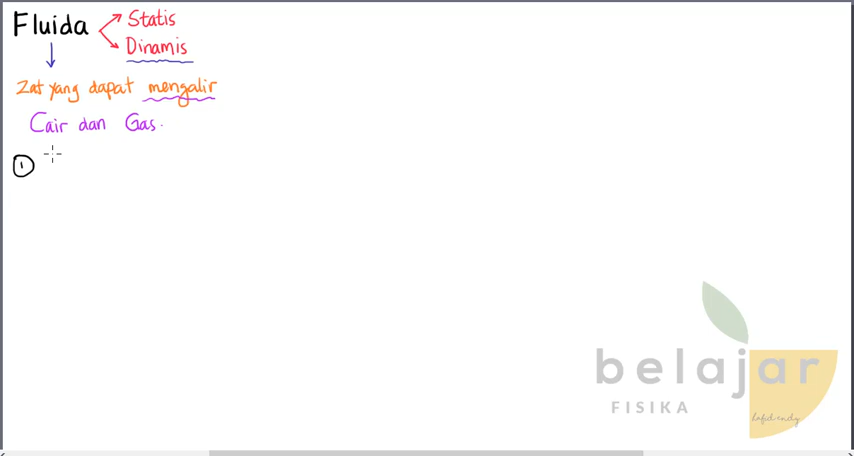 Fluida
Statis
Dinamis
Zat yang dapat mengalir
Cair dan Gas.
1
belajar
FISIKA